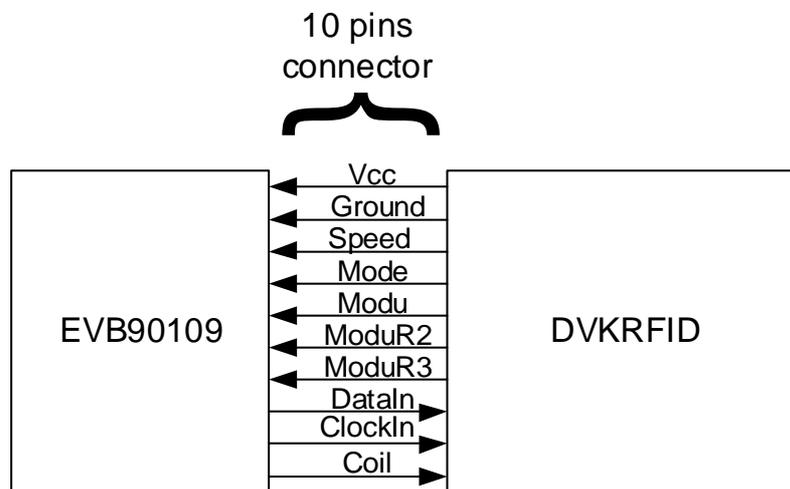 10 pins
connector
Vcc
Ground
Speed
Mode
Modu
EVB90109
ModuR2
DVKRFID
ModuR3
DataIn
ClockIn
Coil